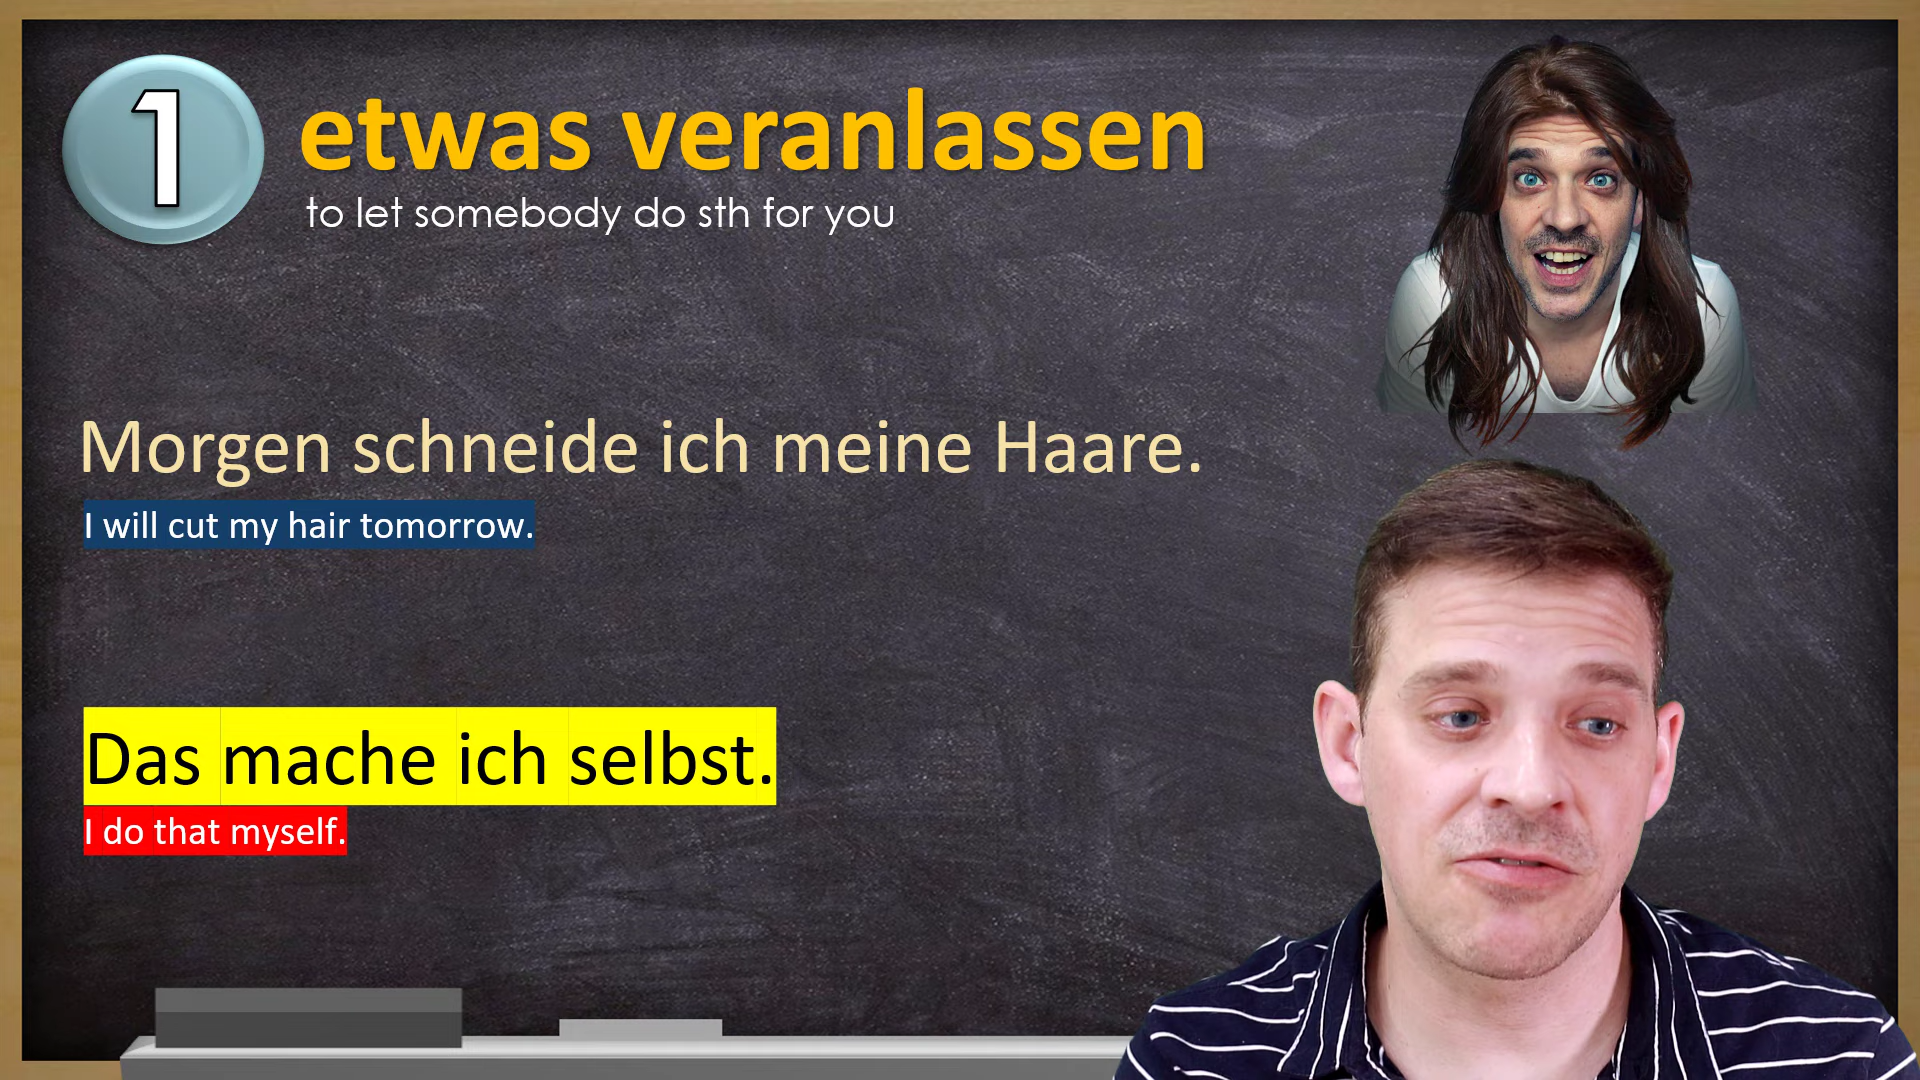 1
etwas veranlassen
to let somebody do sth for you
Morgen schneide ich meine Haare.
I will cut my hair tomorrow.
Das mache ich selbst.
I do that myself.